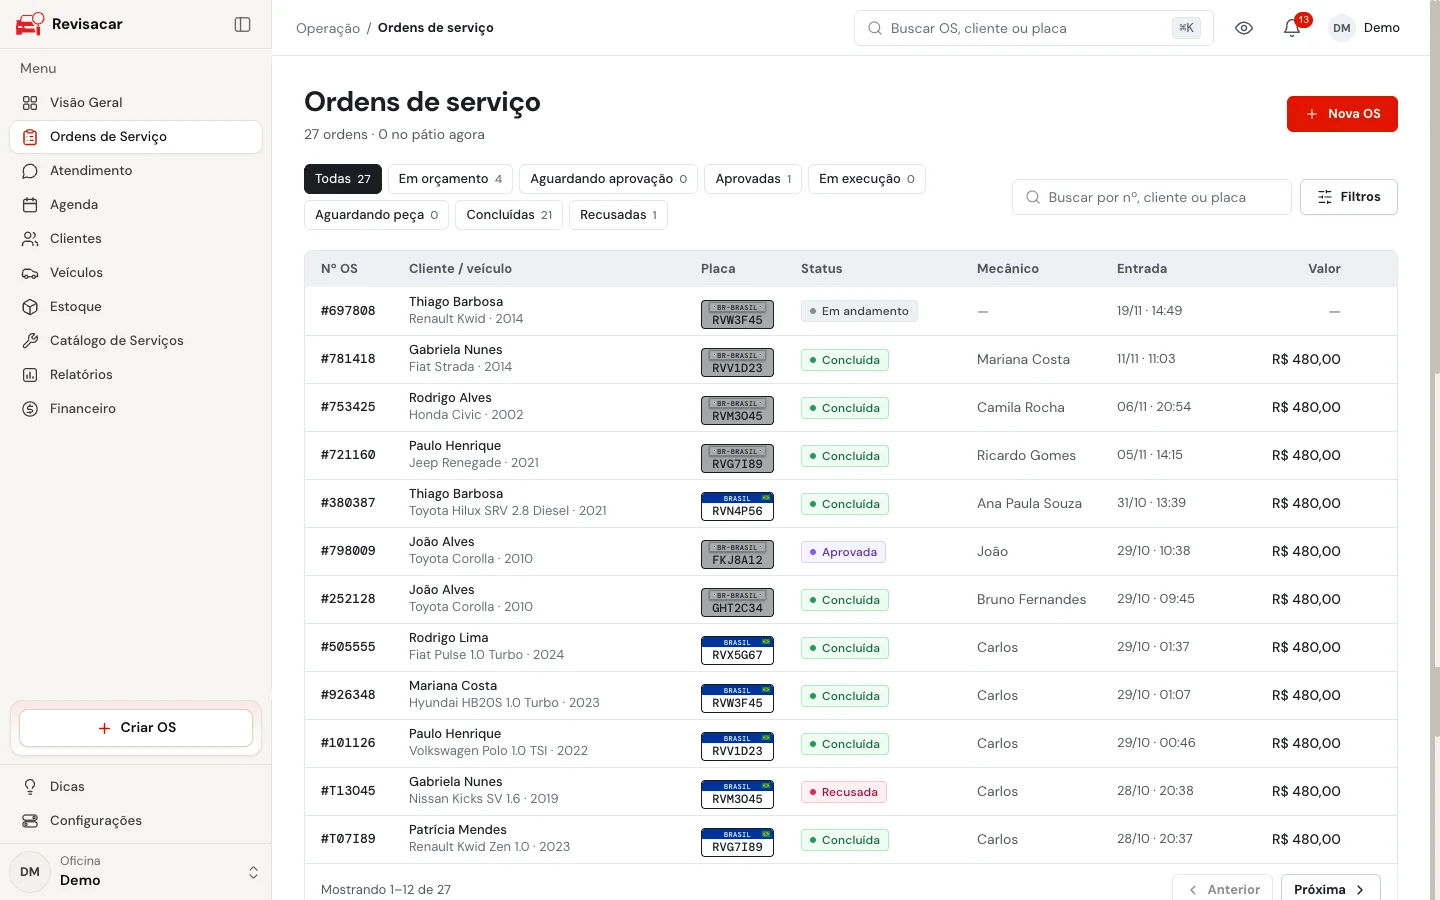 Revisacar
Menu
Visão Geral
Ordens de Serviço
Atendimento
Agenda
Clientes
Veículos
Estoque
Catálogo de Serviços
Relatórios
Financeiro
Criar OS
Dicas
Configurações
DM
Oficina
Demo
Operação / Ordens de serviço
Buscar OS, cliente ou placa ⌘K
13
DM Demo
Ordens de serviço
27 ordens · 0 no pátio agora
+ Nova OS
Todas 27 Em orçamento 4 Aguardando aprovação 0 Aprovadas 1 Em execução 0
Aguardando peça 0 Concluídas 21 Recusadas 1
Buscar por nº, cliente ou placa Filtros
Nº OS Cliente / veículo Placa Status Mecânico Entrada Valor
#697808 Thiago Barbosa Renault Kwid · 2014 BR-BRASIL RVW3F45 Em andamento — 19/11 · 14:49 —
#781418 Gabriela Nunes Fiat Strada · 2014 BR-BRASIL RVV1D23 Concluída Mariana Costa 11/11 · 11:03 R$ 480,00
#753425 Rodrigo Alves Honda Civic · 2002 BR-BRASIL RVM3O45 Concluída Camila Rocha 06/11 · 20:54 R$ 480,00
#721160 Paulo Henrique Jeep Renegade · 2021 BR-BRASIL RVG7I89 Concluída Ricardo Gomes 05/11 · 14:15 R$ 480,00
#380387 Thiago Barbosa Toyota Hilux SRV 2.8 Diesel · 2021 BRASIL RVN4P56 Concluída Ana Paula Souza 31/10 · 13:39 R$ 480,00
#798009 João Alves Toyota Corolla · 2010 BR-BRASIL FKJ8A12 Aprovada João 29/10 · 10:38 R$ 480,00
#252128 João Alves Toyota Corolla · 2010 BR-BRASIL GHT2C34 Concluída Bruno Fernandes 29/10 · 09:45 R$ 480,00
#505555 Rodrigo Lima Fiat Pulse 1.0 Turbo · 2024 BRASIL RVX5G67 Concluída Carlos 29/10 · 01:37 R$ 480,00
#926348 Mariana Costa Hyundai HB20S 1.0 Turbo · 2023 BRASIL RVW3F45 Concluída Carlos 29/10 · 01:07 R$ 480,00
#101126 Paulo Henrique Volkswagen Polo 1.0 TSI · 2022 BRASIL RVV1D23 Concluída Carlos 29/10 · 00:46 R$ 480,00
#T13O45 Gabriela Nunes Nissan Kicks SV 1.6 · 2019 BRASIL RVM3O45 Recusada Carlos 28/10 · 20:38 R$ 480,00
#T07I89 Patrícia Mendes Renault Kwid Zen 1.0 · 2023 BRASIL RVG7I89 Concluída Carlos 28/10 · 20:37 R$ 480,00
Mostrando 1–12 de 27 Anterior Próxima